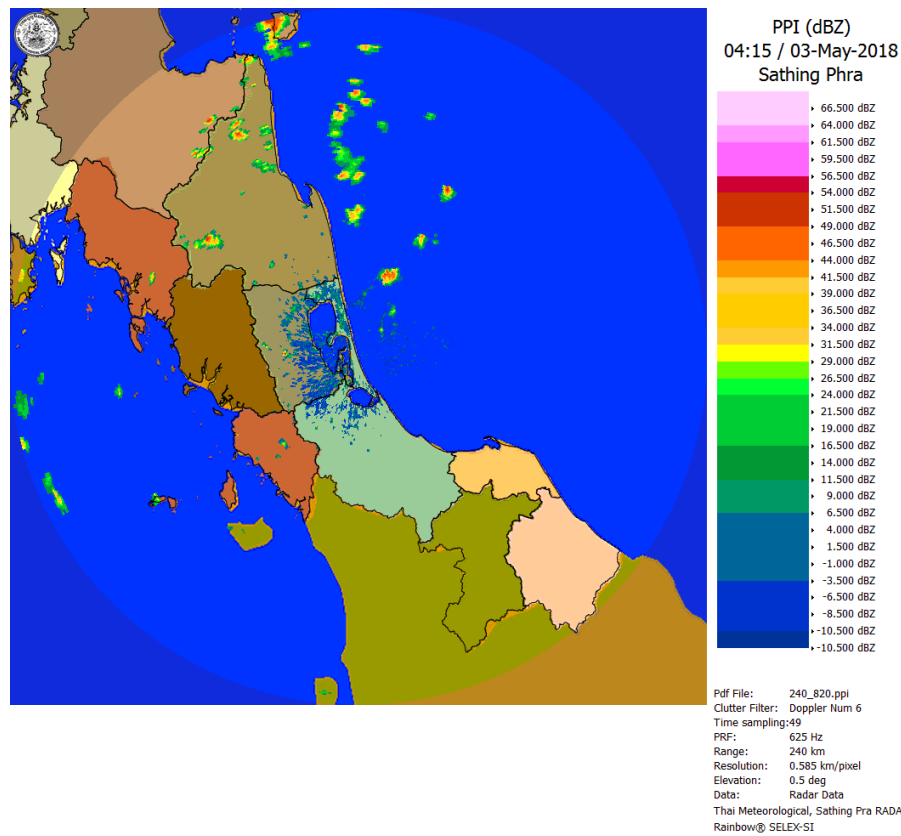 PPI (dBZ)
04:15 / 03-May-2018
Sathing Phra
66.500 dBZ
64.000 dBZ
61.500 dBZ
59.500 dBZ
56.500 dBZ
54.000 dBZ
51.500 dBZ
49.000 dBZ
46.500 dBZ
44.000 dBZ
41.500 dBZ
39.000 dBZ
36.500 dBZ
34.000 dBZ
31.500 dBZ
29.000 dBZ
26.500 dBZ
24.000 dBZ
21.500 dBZ
19.000 dBZ
16.500 dBZ
14.000 dBZ
11.500 dBZ
9.000 dBZ
6.500 dBZ
4.000 dBZ
1.500 dBZ
-1.000 dBZ
-3.500 dBZ
-6.500 dBZ
-8.500 dBZ
-10.500 dBZ
-10.500 dBZ
Pdf File: 240_820.ppi
Clutter Filter: Doppler Num 6
Time sampling:49
PRF: 625 Hz
Range: 240 km
Resolution: 0.585 km/pixel
Elevation: 0.5 deg
Data: Radar Data
Thai Meteorological, Sathing Pra RADA
Rainbow® SELEX-SI